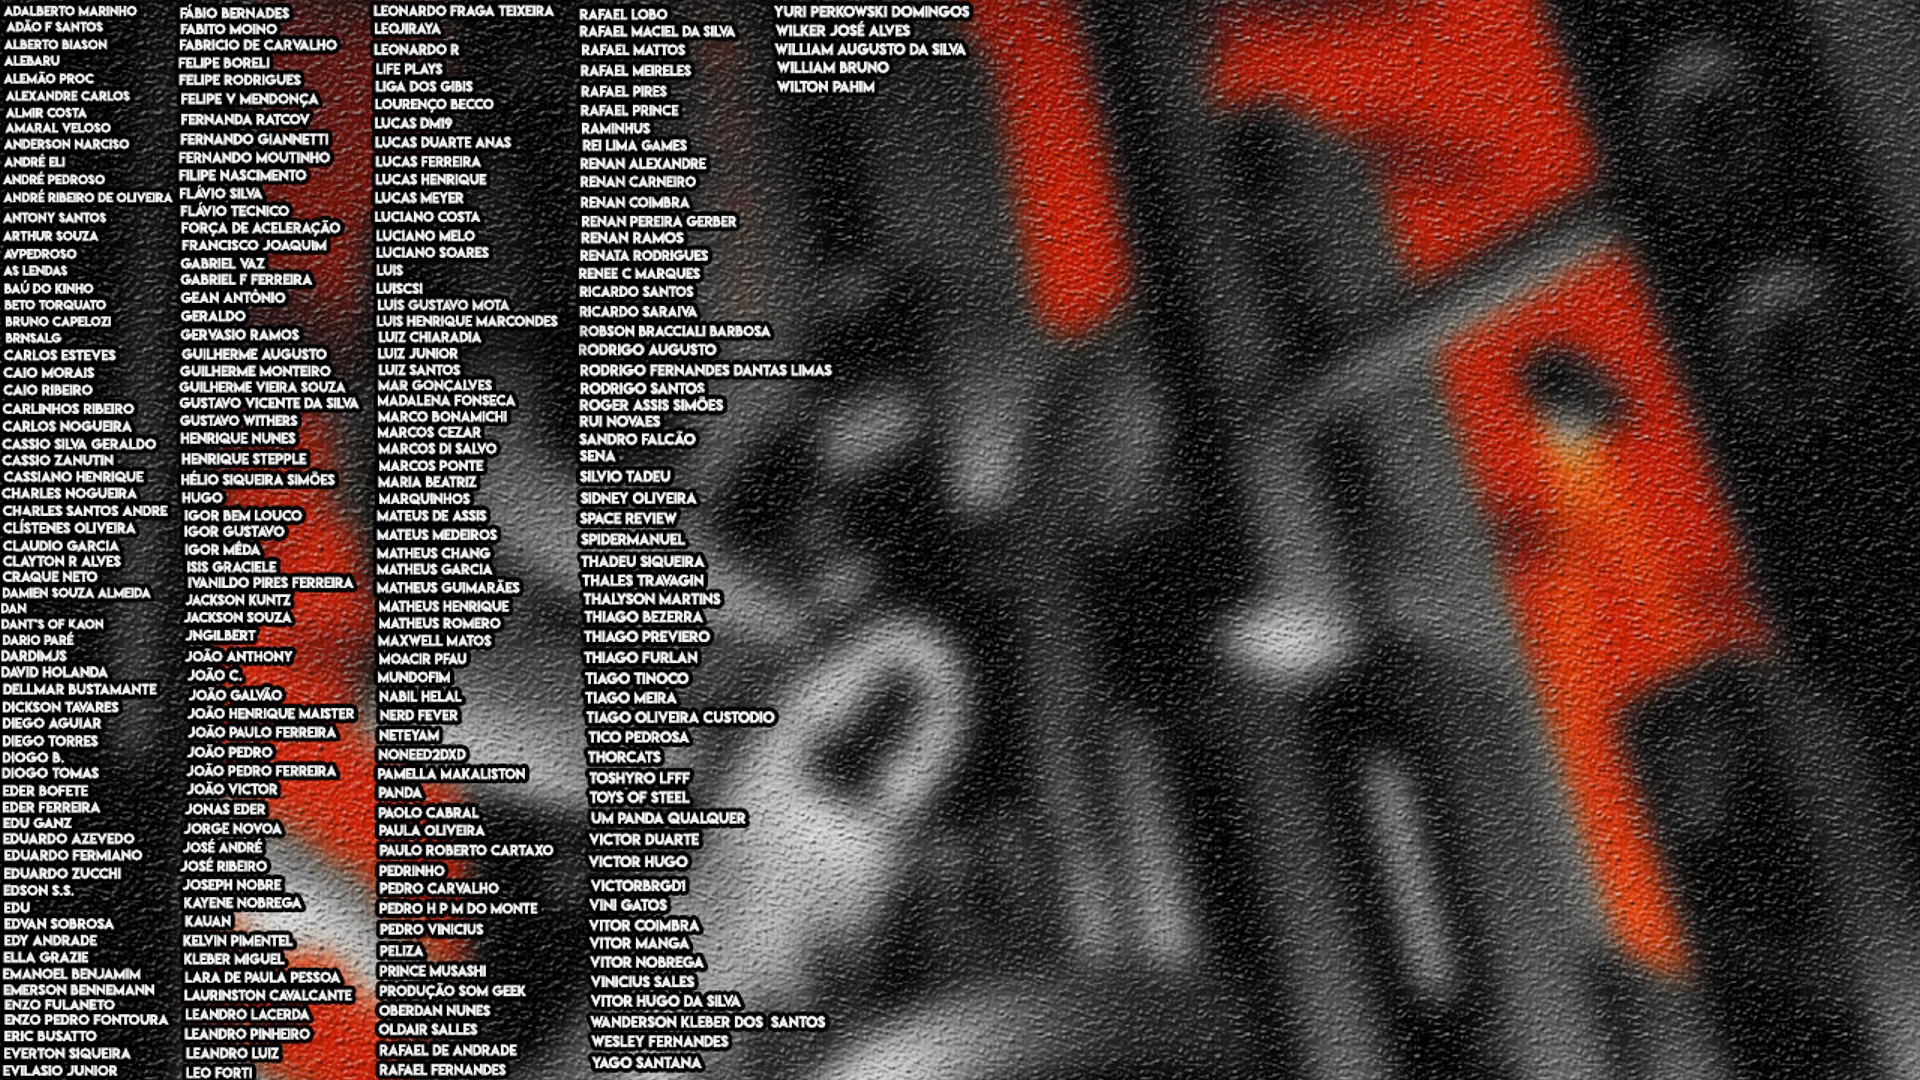 ADALBERTO MARINHO
ADÃO F SANTOS
ALBERTO BIASON
ALEBARU
ALEMÃO PROC
ALEXANDRE CARLOS
ALMIR COSTA
AMARAL VELOSO
ANDERSON NARCISO
ANDRÉ ELI
ANDRÉ PEDROSO
ANDRÉ RIBEIRO DE OLIVEIRA
ANTONY SANTOS
ARTHUR SOUZA
AVPEDROSO
AS LENDAS
BAÚ DO KINHO
BETO TORQUATO
BRUNO CAPELOZI
BRNSALG
CARLOS ESTEVES
CAIO MORAIS
CAIO RIBEIRO
CARLINHOS RIBEIRO
CARLOS NOGUEIRA
CASSIO SILVA GERALDO
CASSIO ZANUTIN
CASSIANO HENRIQUE
CHARLES NOGUEIRA
CHARLES SANTOS ANDRE
CLÍSTENES OLIVEIRA
CLAUDIO GARCIA
CLAYTON R ALVES
CRAQUE NETO
DAMIEN SOUZA ALMEIDA
DAN
DANT'S OF KAON
DARIO PARÉ
DARDIMJS
DAVID HOLANDA
DELLMAR BUSTAMANTE
DICKSON TAVARES
DIEGO AGUIAR
DIEGO TORRES
DIOGO B.
DIOGO TOMAS
EDER BOFETE
EDER FERREIRA
EDU GANZ
EDUARDO AZEVEDO
EDUARDO FERMIANO
EDUARDO ZUCCHI
EDSON S.S.
EDU
EDVAN SOBROSA
EDY ANDRADE
ELLA GRAZIE
EMANOEL BENJAMIM
EMERSON BENNEMANN
ENZO FULANETO
ENZO PEDRO FONTOURA
ERIC BUSATTO
EVERTON SIQUEIRA
EVILASIO JUNIOR
FÁBIO BERNADES
FABITO MOINO
FABRICIO DE CARVALHO
FELIPE BORELI
FELIPE RODRIGUES
FELIPE V MENDONÇA
FERNANDA RATCOV
FERNANDO GIANNETTI
FERNANDO MOUTINHO
FILIPE NASCIMENTO
FLÁVIO SILVA
FLÁVIO TECNICO
FORÇA DE ACELERAÇÃO
FRANCISCO JOAQUIM
GABRIEL VAZ
GABRIEL F FERREIRA
GEAN ANTÔNIO
GERALDO
GERVASIO RAMOS
GUILHERME AUGUSTO
GUILHERME MONTEIRO
GUILHERME VIEIRA SOUZA
GUSTAVO VICENTE DA SILVA
GUSTAVO WITHERS
HENRIQUE NUNES
HENRIQUE STEPPLE
HÉLIO SIQUEIRA SIMÕES
HUGO
IGOR BEM LOUCO
IGOR GUSTAVO
IGOR MÉDA
ISIS GRACIELE
IVANILDO PIRES FERREIRA
JACKSON KUNTZ
JACKSON SOUZA
JNGILBERT
JOÃO ANTHONY
JOÃO C.
JOÃO GALVÃO
JOÃO HENRIQUE MAISTER
JOÃO PAULO FERREIRA
JOÃO PEDRO
JOÃO PEDRO FERREIRA
JOÃO VICTOR
JONAS EDER
JORGE NOVOA
JOSÉ ANDRÉ
JOSÉ RIBEIRO
JOSEPH NOBRE
KAYENE NOBREGA
KAUAN
KELVIN PIMENTEL
KLEBER MIGUEL
LARA DE PAULA PESSOA
LAURINSTON CAVALCANTE
LEANDRO LACERDA
LEANDRO PINHEIRO
LEANDRO LUIZ
LEO FORTI
LEONARDO FRAGA TEIXEIRA
LEOJIRAYA
LEONARDO R
LIFE PLAYS
LIGA DOS GIBIS
LOURENÇO BECCO
LUCAS DM19
LUCAS DUARTE ANAS
LUCAS FERREIRA
LUCAS HENRIQUE
LUCAS MEYER
LUCIANO COSTA
LUCIANO MELO
LUCIANO SOARES
LUIS
LUISCSI
LUÍS GUSTAVO MOTA
LUIS HENRIQUE MARCONDES
LUIZ CHIARADIA
LUIZ JUNIOR
LUIZ SANTOS
MAR GONÇALVES
MADALENA FONSECA
MARCO BONAMICHI
MARCOS CEZAR
MARCOS DI SALVO
MARCOS PONTE
MARIA BEATRIZ
MARQUINHOS
MATEUS DE ASSIS
MATEUS MEDEIROS
MATHEUS CHANG
MATHEUS GARCIA
MATHEUS GUIMARÃES
MATHEUS HENRIQUE
MATHEUS ROMERO
MAXWELL MATOS
MOACIR PFAU
MUNDOFIM
NABIL HELAL
NERD FEVER
NETEYAM
NONEED2DXD
PAMELLA MAKALISTON
PANDA
PAOLO CABRAL
PAULA OLIVEIRA
PAULO ROBERTO CARTAXO
PEDRINHO
PEDRO CARVALHO
PEDRO H P M DO MONTE
PEDRO VINICIUS
PELIZA
PRINCE MUSASHI
PRODUÇÃO SOM GEEK
OBERDAN NUNES
OLDAIR SALLES
RAFAEL DE ANDRADE
RAFAEL FERNANDES
RAFAEL LOBO
RAFAEL MACIEL DA SILVA
RAFAEL MATTOS
RAFAEL MEIRELES
RAFAEL PIRES
RAFAEL PRINCE
RAMINHUS
REI LIMA GAMES
RENAN ALEXANDRE
RENAN CARNEIRO
RENAN COIMBRA
RENAN PEREIRA GERBER
RENAN RAMOS
RENATA RODRIGUES
RENEE C MARQUES
RICARDO SANTOS
RICARDO SARAIVA
ROBSON BRACCIALI BARBOSA
RODRIGO AUGUSTO
RODRIGO FERNANDES DANTAS LIMAS
RODRIGO SANTOS
ROGER ASSIS SIMÕES
RUI NOVAES
SANDRO FALCÃO
SENA
SILVIO TADEU
SIDNEY OLIVEIRA
SPACE REVIEW
SPIDERMANUEL
THADEU SIQUEIRA
THALES TRAVAGIN
THALYSON MARTINS
THIAGO BEZERRA
THIAGO PREVIERO
THIAGO FURLAN
TIAGO TINOCO
TIAGO MEIRA
TIAGO OLIVEIRA CUSTODIO
TICO PEDROSA
THORCATS
TOSHYRO LFFF
TOYS OF STEEL
UM PANDA QUALQUER
VICTOR DUARTE
VICTOR HUGO
VICTORBRGD1
VINI GATOS
VITOR COIMBRA
VITOR MANGA
VITOR NOBREGA
VINICIUS SALES
VITOR HUGO DA SILVA
WANDERSON KLEBER DOS SANTOS
WESLEY FERNANDES
YAGO SANTANA
YURI PERKOWSKI DOMINGOS
WILKER JOSÉ ALVES
WILLIAM AUGUSTO DA SILVA
WILLIAM BRUNO
WILTON PAHIM